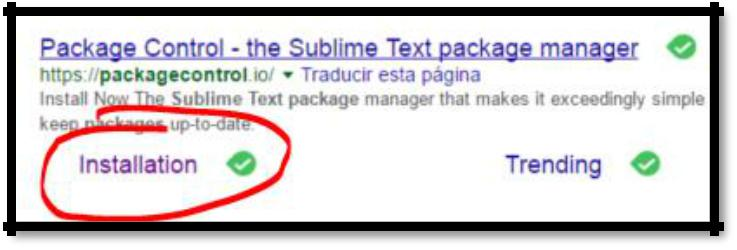 Package Control - the Sublime Text package manager
https://packagecontrol.io/ Traducir esta página
Install Now The Sublime Text package manager that makes it exceedingly simple
keep packages up-to-date.
Installation Trending